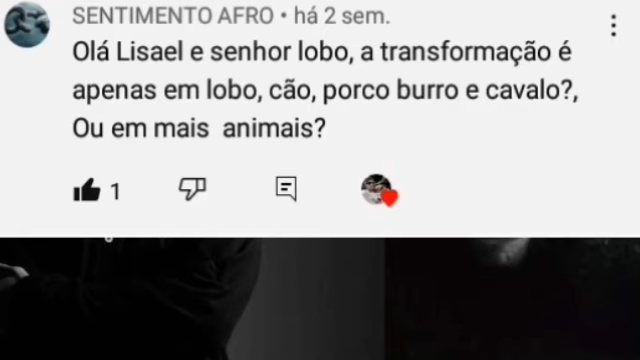 SENTIMENTO AFRO • há 2 sem.
Olá Lisael e senhor lobo, a transformação é
apenas em lobo, cão, porco burro e cavalo?,
Ou em mais animais?
1